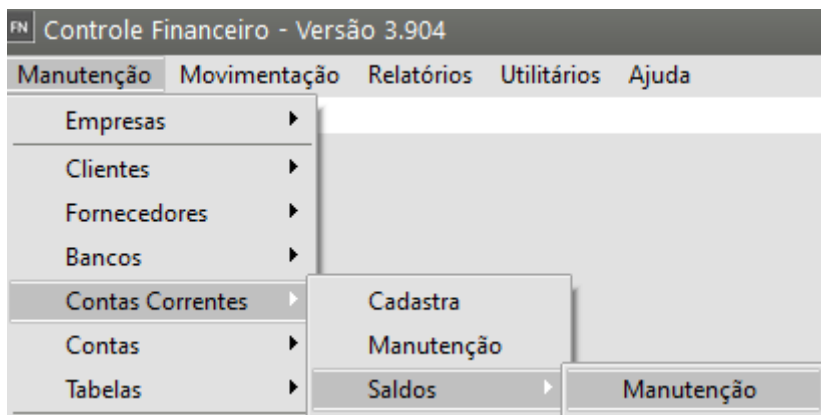 FN Controle Financeiro - Versão 3.904
Manutenção Movimentação Relatórios Utilitários Ajuda
Empresas
Clientes
Fornecedores
Bancos
Contas Correntes Cadastra
Contas Manutenção
Tabelas Saldos Manutenção